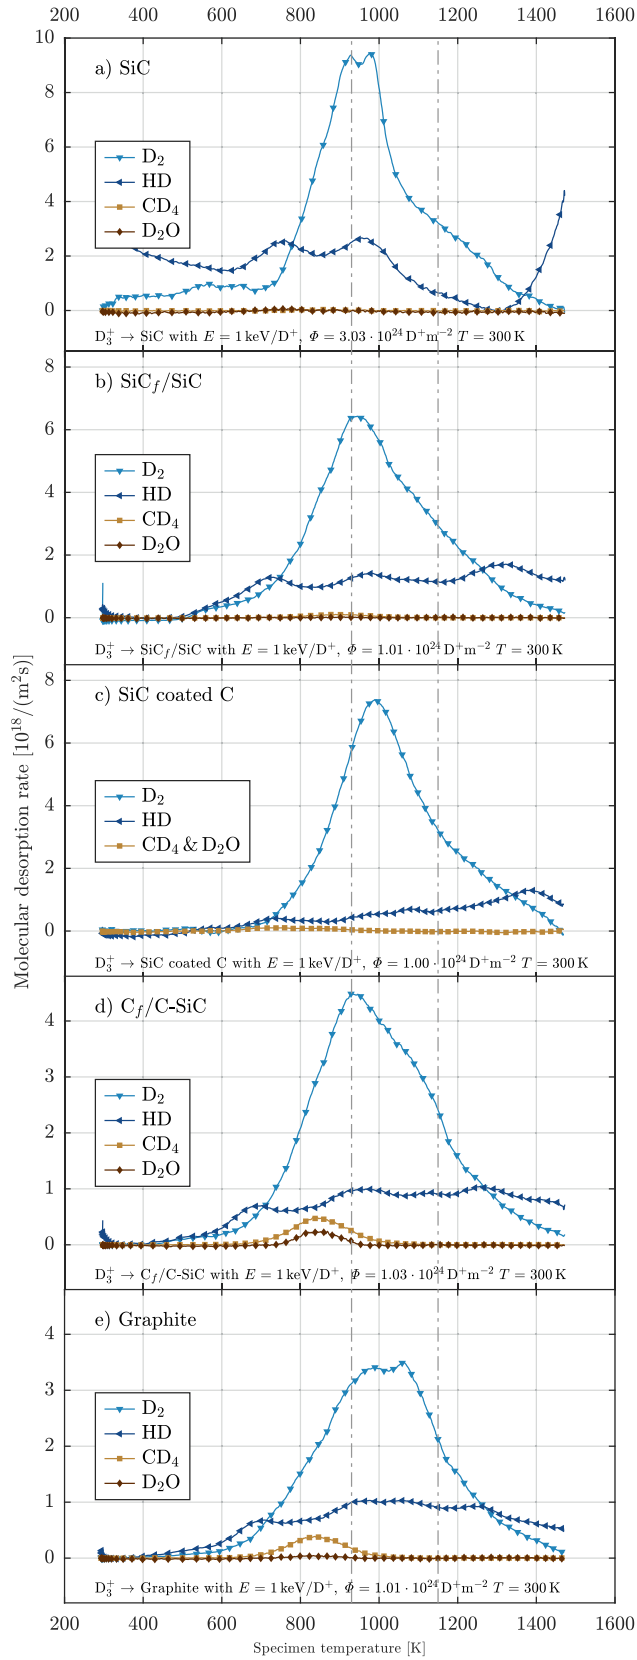 200 400 600 800 1000 1200 1400 1600
10
a) SiC
8
6
D₂
HD
4
CD₄
D₂O
2
0
D₃⁺ → SiC with E = 1 keV/D⁺, Φ = 3.03 · 10²⁴ D⁺m⁻² T = 300 K
8
b) SiC_f/SiC
6
D₂
HD
4
CD₄
D₂O
2
0
D₃⁺ → SiC_f/SiC with E = 1 keV/D⁺, Φ = 1.01 · 10²⁴ D⁺m⁻² T = 300 K
Molecular desorption rate [10¹⁸/(m²s)]
8
c) SiC coated C
6
D₂
HD
4
CD₄ & D₂O
2
0
D₃⁺ → SiC coated C with E = 1 keV/D⁺, Φ = 1.00 · 10²⁴ D⁺m⁻² T = 300 K
d) C_f/C-SiC
4
3
D₂
HD
2
CD₄
D₂O
1
0
D₃⁺ → C_f/C-SiC with E = 1 keV/D⁺, Φ = 1.03 · 10²⁴ D⁺m⁻² T = 300 K
e) Graphite
4
3
D₂
HD
2
CD₄
D₂O
1
0
D₃⁺ → Graphite with E = 1 keV/D⁺, Φ = 1.01 · 10²⁴ D⁺m⁻² T = 300 K
200 400 600 800 1000 1200 1400 1600
Specimen temperature [K]